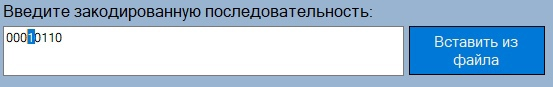 Введите закодированную последовательность:
00010110
Вставить из
файла